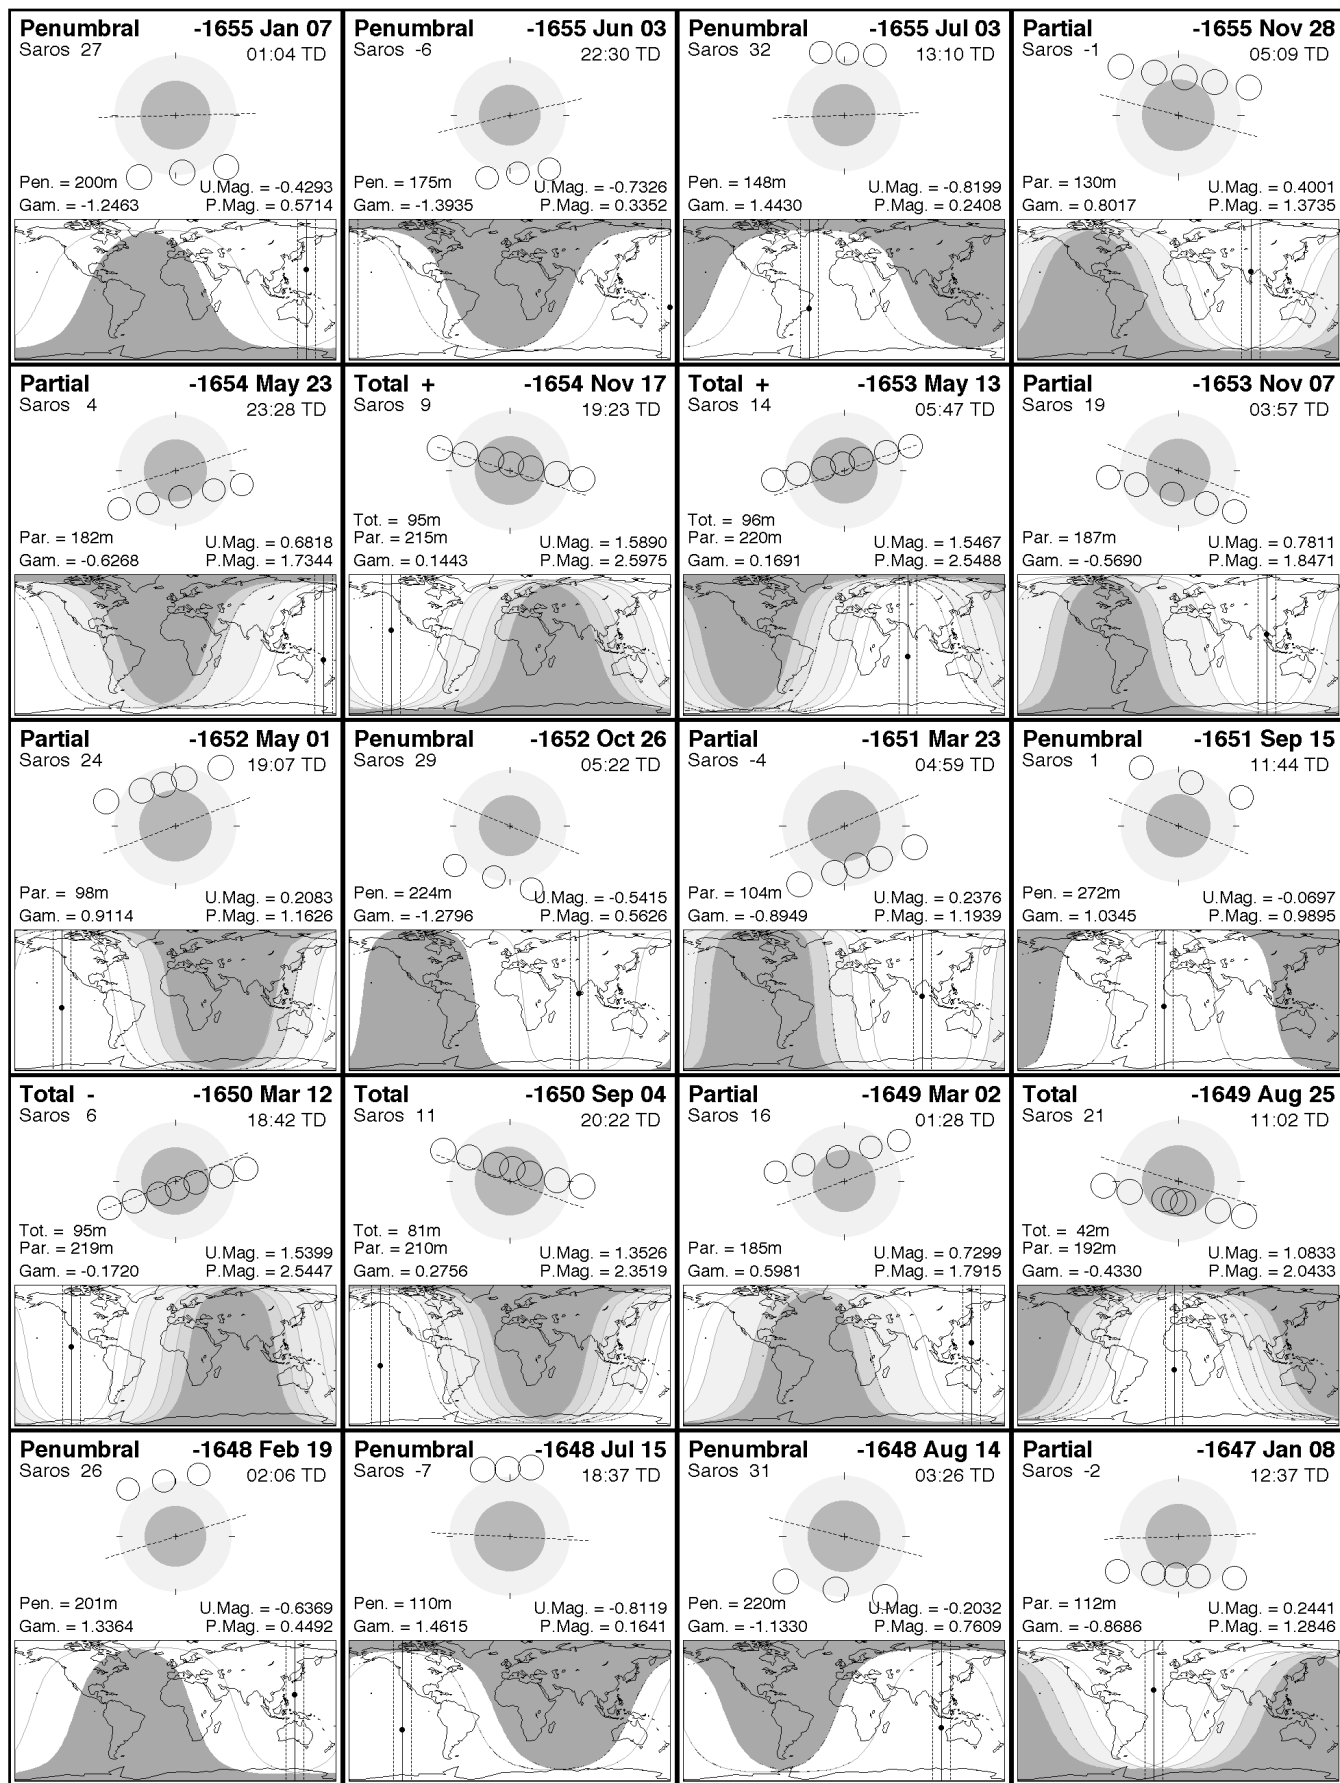 Penumbral -1655 Jan 07
Saros 27 01:04 TD
Pen. = 200m U.Mag. = -0.4293
Gam. = -1.2463 P.Mag. = 0.5714
Penumbral -1655 Jun 03
Saros -6 22:30 TD
Pen. = 175m U.Mag. = -0.7326
Gam. = -1.3935 P.Mag. = 0.3352
Penumbral -1655 Jul 03
Saros 32 13:10 TD
Pen. = 148m U.Mag. = -0.8199
Gam. = 1.4430 P.Mag. = 0.2408
Partial -1655 Nov 28
Saros -1 05:09 TD
Par. = 130m U.Mag. = 0.4001
Gam. = 0.8017 P.Mag. = 1.3735
Partial -1654 May 23
Saros 4 23:28 TD
Par. = 182m U.Mag. = 0.6818
Gam. = -0.6268 P.Mag. = 1.7344
Total + -1654 Nov 17
Saros 9 19:23 TD
Tot. = 95m
Par. = 215m U.Mag. = 1.5890
Gam. = 0.1443 P.Mag. = 2.5975
Total + -1653 May 13
Saros 14 05:47 TD
Tot. = 96m
Par. = 220m U.Mag. = 1.5467
Gam. = 0.1691 P.Mag. = 2.5488
Partial -1653 Nov 07
Saros 19 03:57 TD
Par. = 187m U.Mag. = 0.7811
Gam. = -0.5690 P.Mag. = 1.8471
Partial -1652 May 01
Saros 24 19:07 TD
Par. = 98m U.Mag. = 0.2083
Gam. = 0.9114 P.Mag. = 1.1626
Penumbral -1652 Oct 26
Saros 29 05:22 TD
Pen. = 224m U.Mag. = -0.5415
Gam. = -1.2796 P.Mag. = 0.5626
Partial -1651 Mar 23
Saros -4 04:59 TD
Par. = 104m U.Mag. = 0.2376
Gam. = -0.8949 P.Mag. = 1.1939
Penumbral -1651 Sep 15
Saros 1 11:44 TD
Pen. = 272m U.Mag. = -0.0697
Gam. = 1.0345 P.Mag. = 0.9895
Total - -1650 Mar 12
Saros 6 18:42 TD
Tot. = 95m
Par. = 219m U.Mag. = 1.5399
Gam. = -0.1720 P.Mag. = 2.5447
Total -1650 Sep 04
Saros 11 20:22 TD
Tot. = 81m
Par. = 210m U.Mag. = 1.3526
Gam. = 0.2756 P.Mag. = 2.3519
Partial -1649 Mar 02
Saros 16 01:28 TD
Par. = 185m U.Mag. = 0.7299
Gam. = 0.5981 P.Mag. = 1.7915
Total -1649 Aug 25
Saros 21 11:02 TD
Tot. = 42m
Par. = 192m U.Mag. = 1.0833
Gam. = -0.4330 P.Mag. = 2.0433
Penumbral -1648 Feb 19
Saros 26 02:06 TD
Pen. = 201m U.Mag. = -0.6369
Gam. = 1.3364 P.Mag. = 0.4492
Penumbral -1648 Jul 15
Saros -7 18:37 TD
Pen. = 110m U.Mag. = -0.8119
Gam. = 1.4615 P.Mag. = 0.1641
Penumbral -1648 Aug 14
Saros 31 03:26 TD
Pen. = 220m U.Mag. = -0.2032
Gam. = -1.1330 P.Mag. = 0.7609
Partial -1647 Jan 08
Saros -2 12:37 TD
Par. = 112m U.Mag. = 0.2441
Gam. = -0.8686 P.Mag. = 1.2846